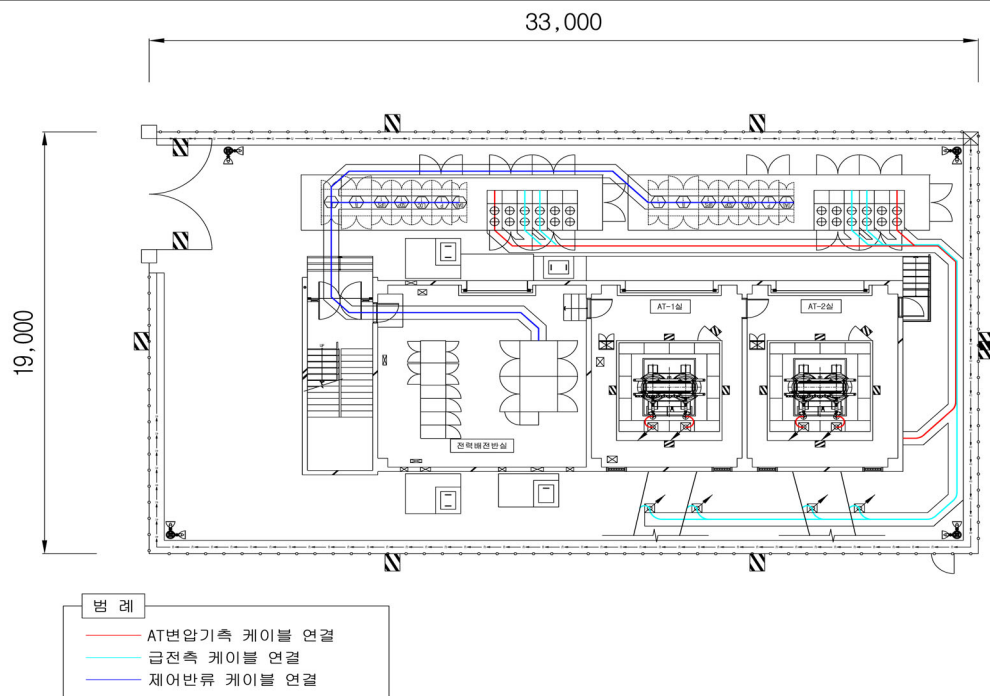 33,000
19,000
AT-1실
AT-2실
UP
전력배전반실
범 례
AT변압기측 케이블 연결
급전측 케이블 연결
제어반류 케이블 연결